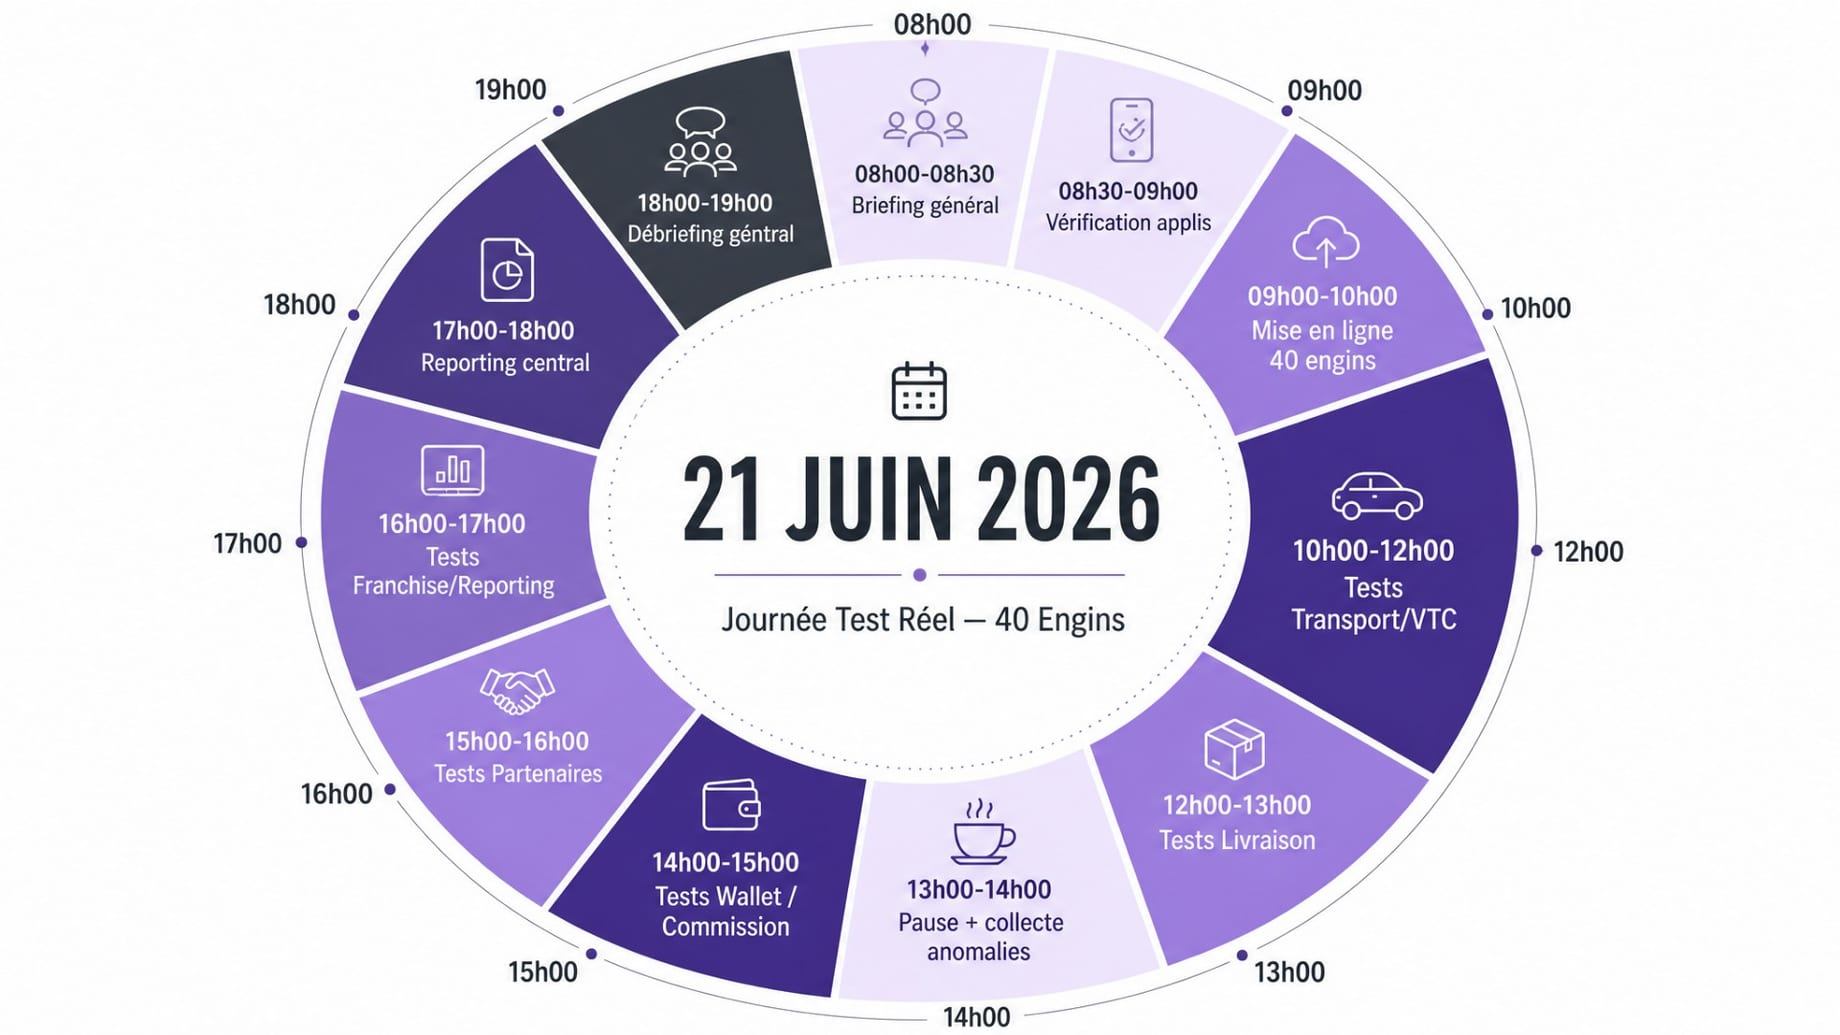 08h00
08h00-08h30
Briefing général
08h30-09h00
Vérification applis
09h00
09h00-10h00
Mise en ligne
40 engins
10h00
10h00-12h00
Tests
Transport/VTC
12h00
12h00-13h00
Tests Livraison
13h00
13h00-14h00
Pause + collecte
anomalies
14h00
14h00-15h00
Tests Wallet /
Commission
15h00
15h00-16h00
Tests Partenaires
16h00
16h00-17h00
Tests
Franchise/Reporting
17h00
17h00-18h00
Reporting central
18h00
18h00-19h00
Débriefing géntral
19h00
21 JUIN 2026
Journée Test Réel — 40 Engins